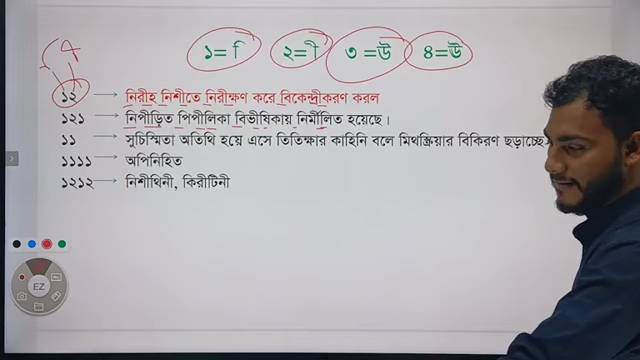 ১= ি ২= ী ৩ =উ ৪=ঊ
১২ → নিরীহ নিশীতে নিরীক্ষণ করে বিকেন্দ্রীকরণ করল
১২১ → নিপীড়িত পিপীলিকা বিভীষিকায় নির্মীলিত হয়েছে।
১১ → সুচিস্মিতা অতিথি হয়ে এসে তিতিক্ষার কাহিনি বলে মিথস্ক্রিয়ার বিকিরণ ছড়াচ্ছে
১১১১ → অপিনিহিত
১২১২ → নিশীথিনী, কিরীটিনী
EZ